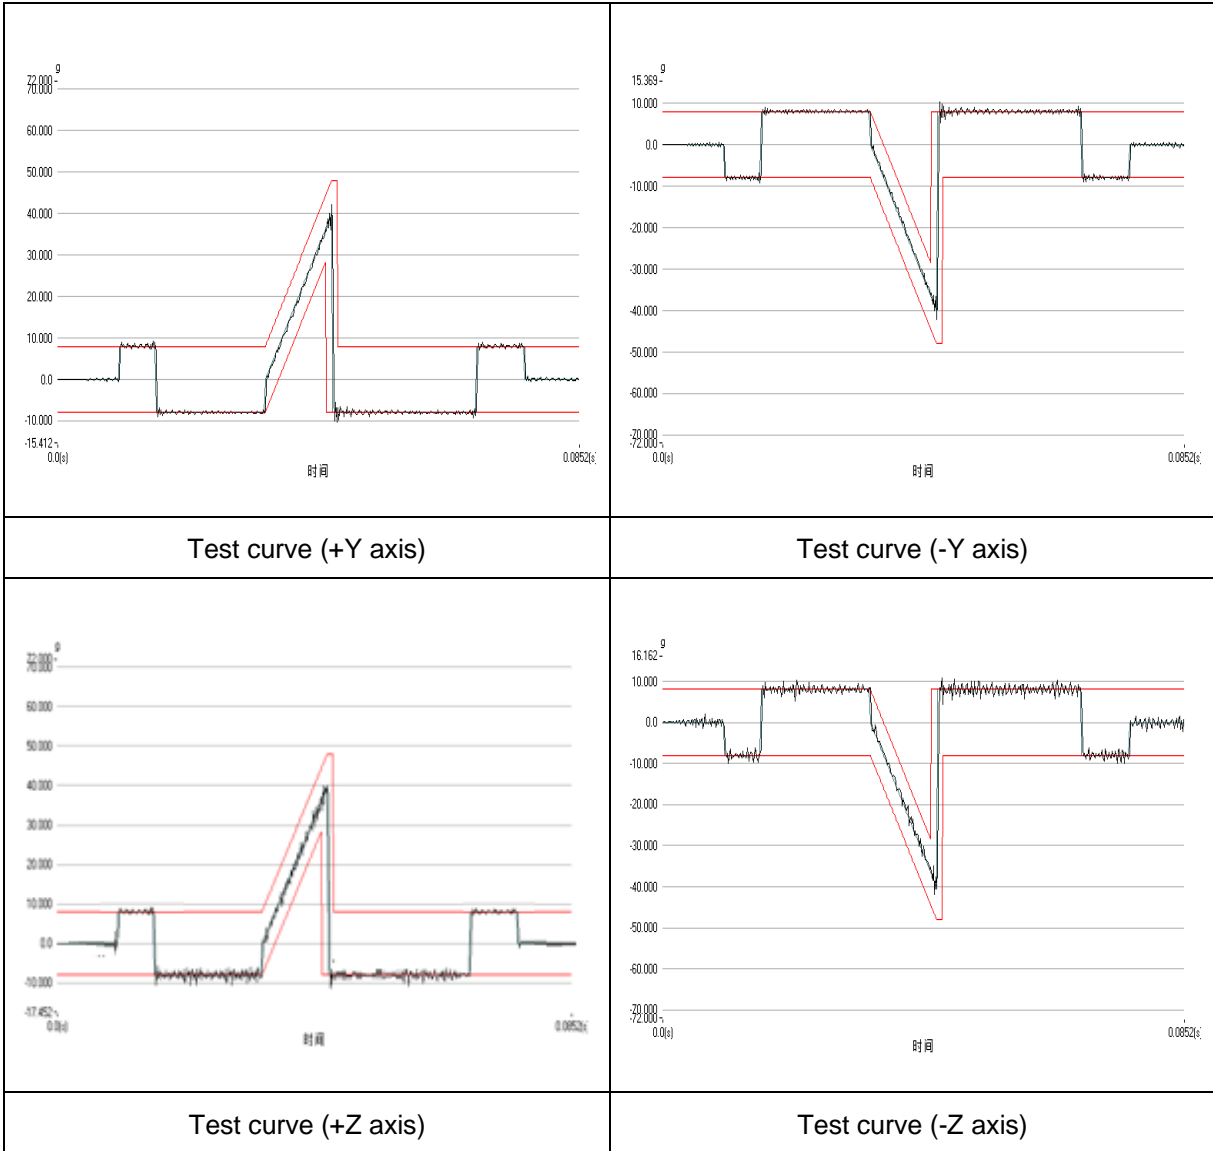 g
72.000
70.000
60.000
50.000
40.000
30.000
20.000
10.000
0.0
-10.000
-15.412
0.0(s)
0.0852(s)
时间
Test curve (+Y axis)
g
15.369
10.000
0.0
-10.000
-20.000
-30.000
-40.000
-50.000
-60.000
-70.000
-72.000
0.0(s)
0.0852(s)
时间
Test curve (-Y axis)
g
72.000
70.000
60.000
50.000
40.000
30.000
20.000
10.000
0.0
-10.000
-17.452
0.0(s)
0.0852(s)
时间
Test curve (+Z axis)
g
16.162
10.000
0.0
-10.000
-20.000
-30.000
-40.000
-50.000
-60.000
-70.000
-72.000
0.0(s)
0.0852(s)
时间
Test curve (-Z axis)